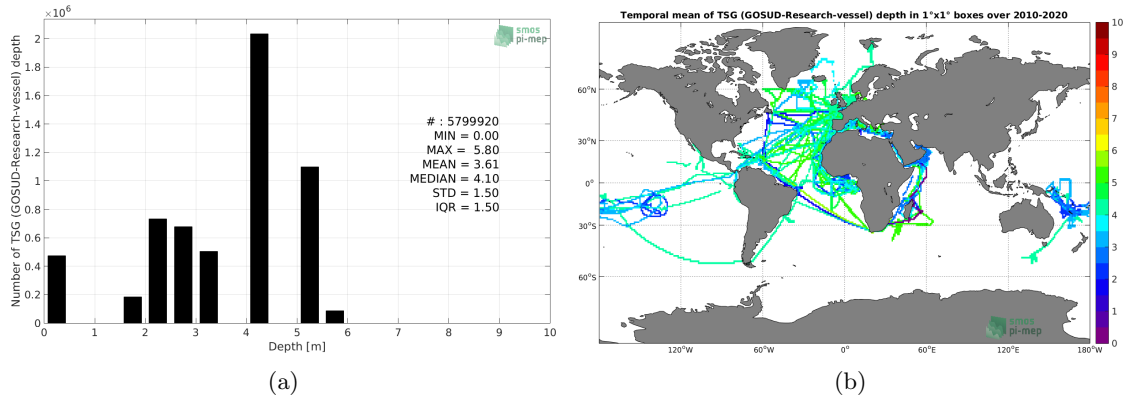 ×10⁶
2
1.8
1.6
1.4
1.2
1
0.8
0.6
0.4
0.2
0
Number of TSG (GOSUD-Research-vessel) depth
smos
pi-mep
# : 5799920
MIN = 0.00
MAX = 5.80
MEAN = 3.61
MEDIAN = 4.10
STD = 1.50
IQR = 1.50
0 1 2 3 4 5 6 7 8 9 10
Depth [m]
(a)
Temporal mean of TSG (GOSUD-Research-vessel) depth in 1°x1° boxes over 2010-2020
60°N
30°N
0°
30°S
60°S
120°W 60°W 0° 60°E 120°E 180°W
smos
pi-mep
10
9
8
7
6
5
4
3
2
1
0
(b)